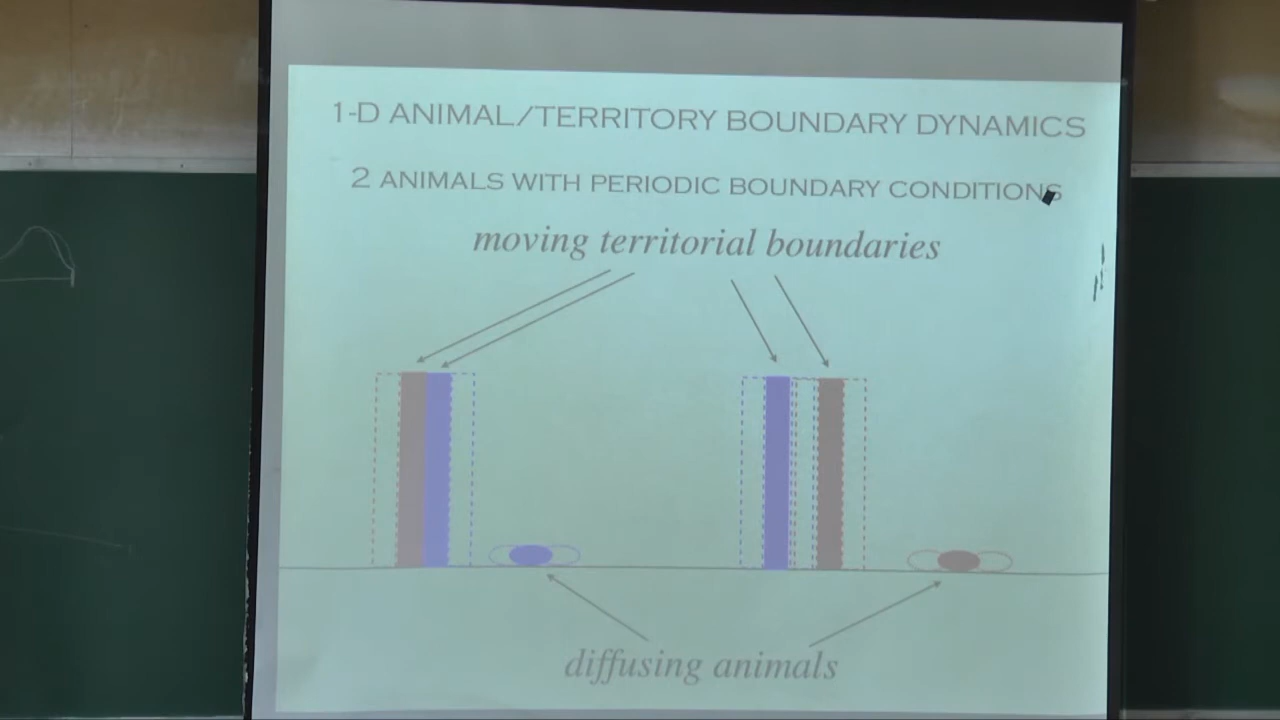 1-D ANIMAL/TERRITORY BOUNDARY DYNAMICS
2 ANIMALS WITH PERIODIC BOUNDARY CONDITIONS
moving territorial boundaries
diffusing animals